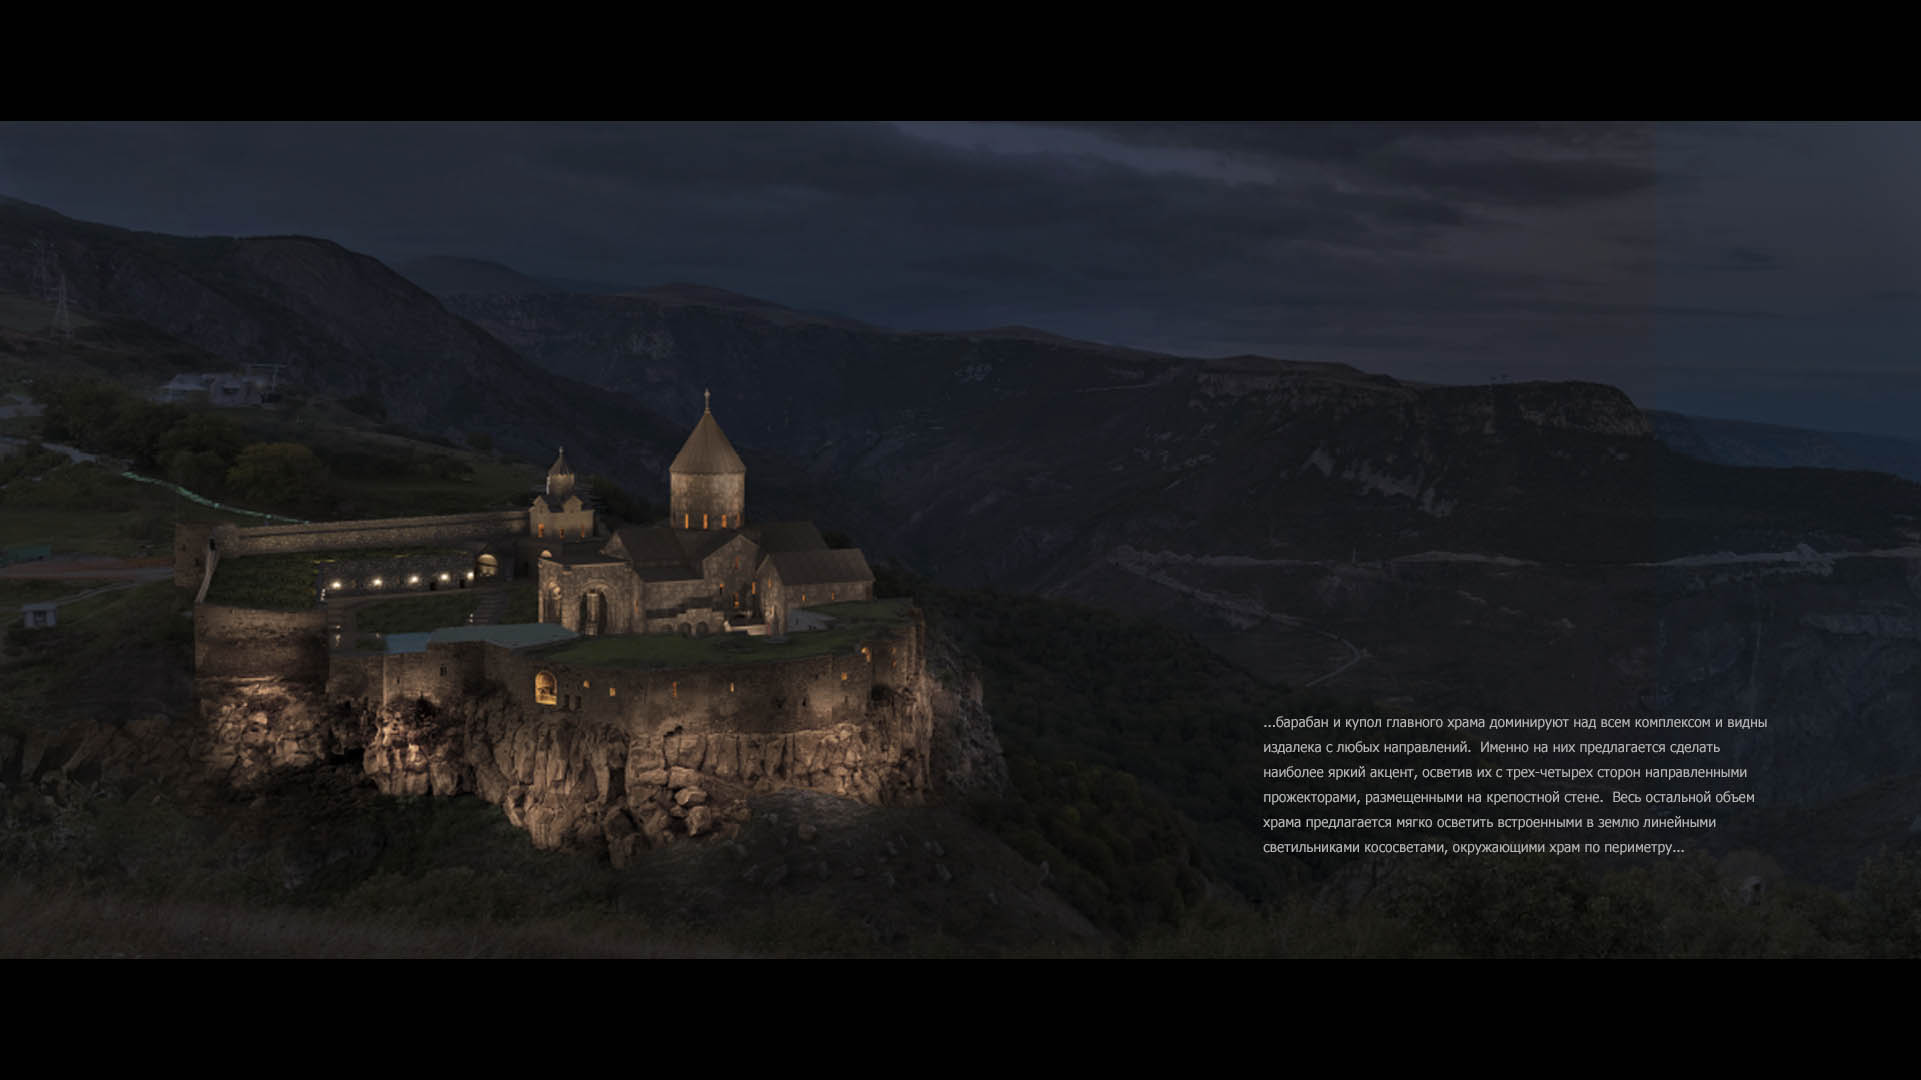 ...барабан и купол главного храма доминируют над всем комплексом и видны
издалека с любых направлений.  Именно на них предлагается сделать
наиболее яркий акцент, осветив их с трех-четырех сторон направленными
прожекторами, размещенными на крепостной стене.  Весь остальной объем
храма предлагается мягко осветить встроенными в землю линейными
светильниками кососветами, окружающими храм по периметру...